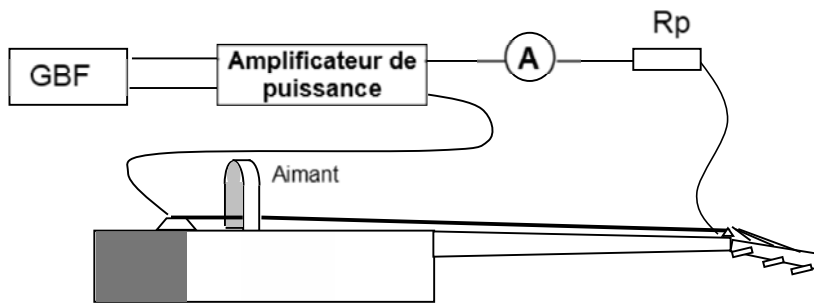 Rp
GBF
Amplificateur de
puissance
A
Aimant